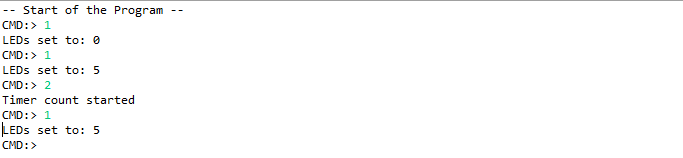 -- Start of the Program --
CMD:> 1
LEDs set to: 0
CMD:> 1
LEDs set to: 5
CMD:> 2
Timer count started
CMD:> 1
LEDs set to: 5
CMD:>